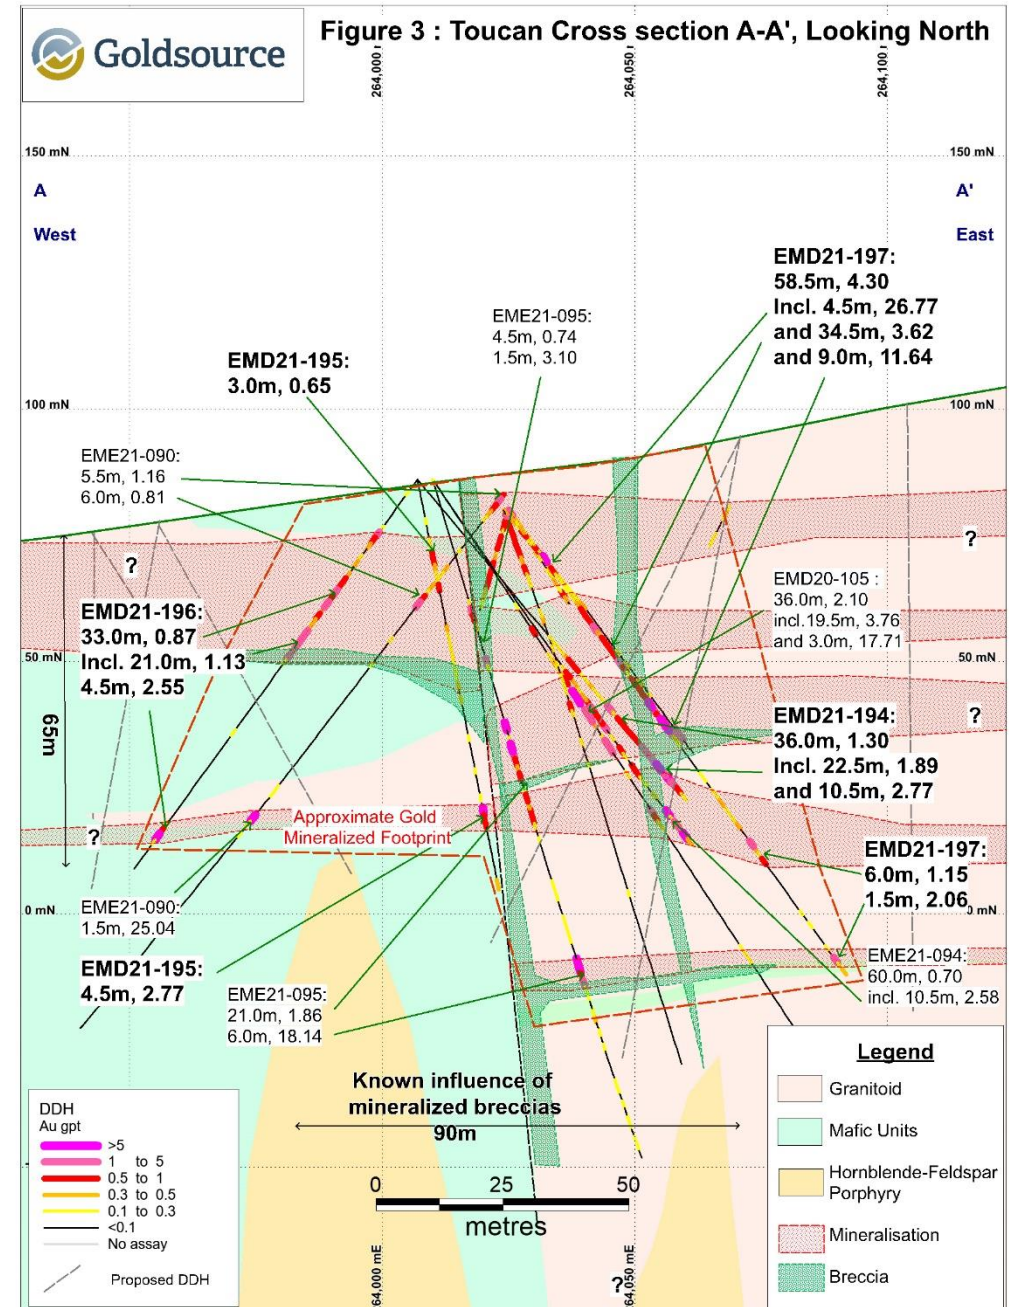 Goldsource
Figure 3 : Toucan Cross section A-A', Looking North
264,000
264,050
264,100
150 mN
150 mN
A
West
A'
East
EMD21-197:
58.5m, 4.30
Incl. 4.5m, 26.77
and 34.5m, 3.62
and 9.0m, 11.64
EME21-095:
4.5m, 0.74
1.5m, 3.10
EMD21-195:
3.0m, 0.65
100 mN
100 mN
EME21-090:
5.5m, 1.16
6.0m, 0.81
?
?
EMD20-105 :
36.0m, 2.10
incl.19.5m, 3.76
and 3.0m, 17.71
EMD21-196:
33.0m, 0.87
Incl. 21.0m, 1.13
4.5m, 2.55
50 mN
50 mN
65m
?
EMD21-194:
36.0m, 1.30
Incl. 22.5m, 1.89
and 10.5m, 2.77
Approximate Gold
Mineralized Footprint
?
EMD21-197:
6.0m, 1.15
1.5m, 2.06
EME21-090:
1.5m, 25.04
0 mN
0 mN
EMD21-195:
4.5m, 2.77
EME21-095:
21.0m, 1.86
6.0m, 18.14
EME21-094:
60.0m, 0.70
incl. 10.5m, 2.58
Known influence of
mineralized breccias
90m
0 25 50
metres
264,000 mE
264,050 mE
?
DDH
Au gpt
>5
1 to 5
0.5 to 1
0.3 to 0.5
0.1 to 0.3
<0.1
No assay
Proposed DDH
Legend
Granitoid
Mafic Units
Hornblende-Feldspar
Porphyry
Mineralisation
Breccia